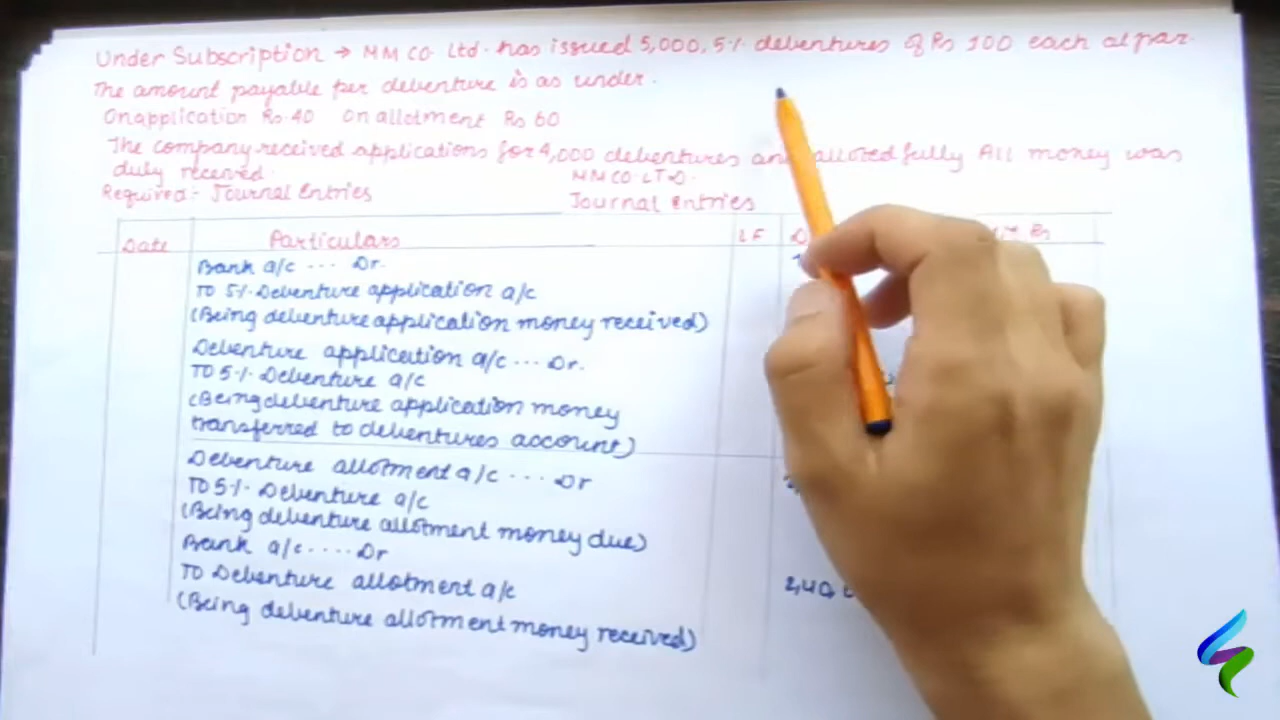 Under Subscription → MM CO Ltd. has issued 5,000, 5% debentures of Rs 100 each at par.
The amount payable per debenture is as under.
On application Rs 40 On allotment Rs 60
The company received applications for 4,000 debentures and alloted fully All money was
duly received.
MM CO. LTD.
Required:- Journal Entries
Journal Entries
Date Particulars LF Rs
Bank a/c ... Dr.
To 5% Debenture application a/c
(Being debenture application money received)
Debenture application a/c ... Dr.
To 5% Debenture a/c
(Being debenture application money
transferred to debentures account)
Debenture allotment a/c ... Dr
To 5% Debenture a/c
(Being debenture allotment money due)
Bank a/c .... Dr
To Debenture allotment a/c
(Being debenture allotment money received)